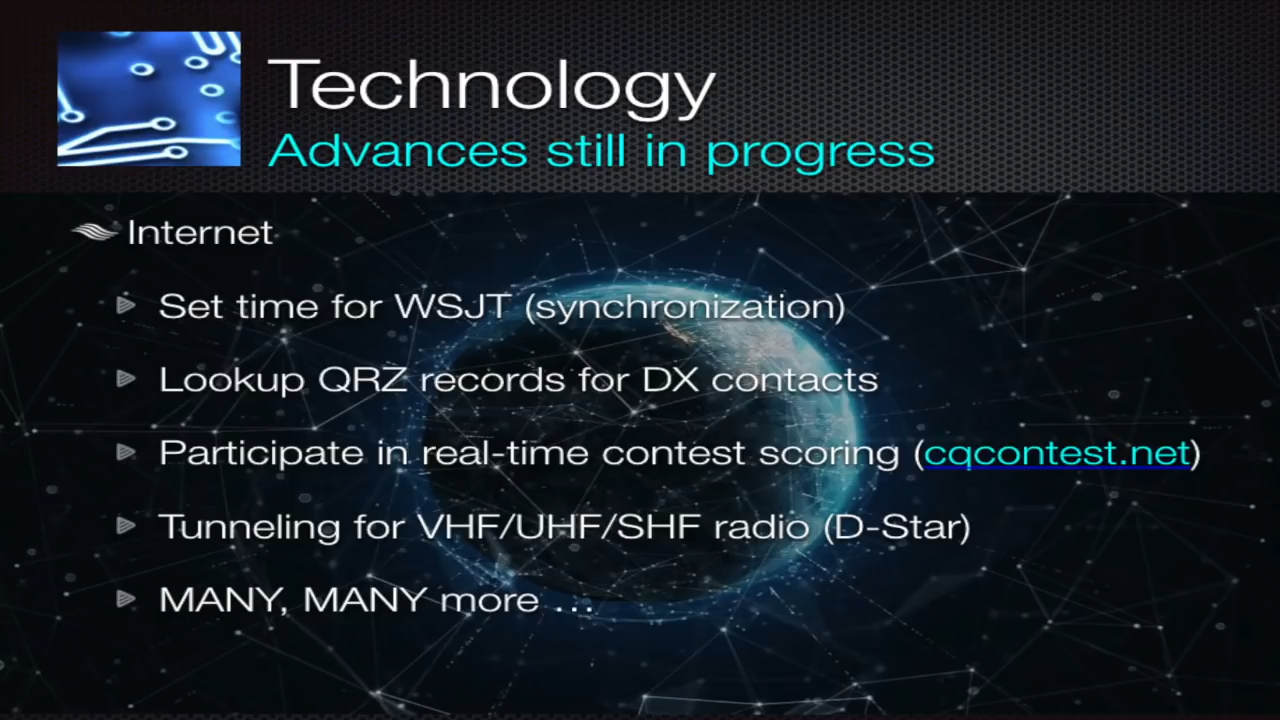 Technology
Advances still in progress
Internet
Set time for WSJT (synchronization)
Lookup QRZ records for DX contacts
Participate in real-time contest scoring (cqcontest.net)
Tunneling for VHF/UHF/SHF radio (D-Star)
MANY, MANY more …